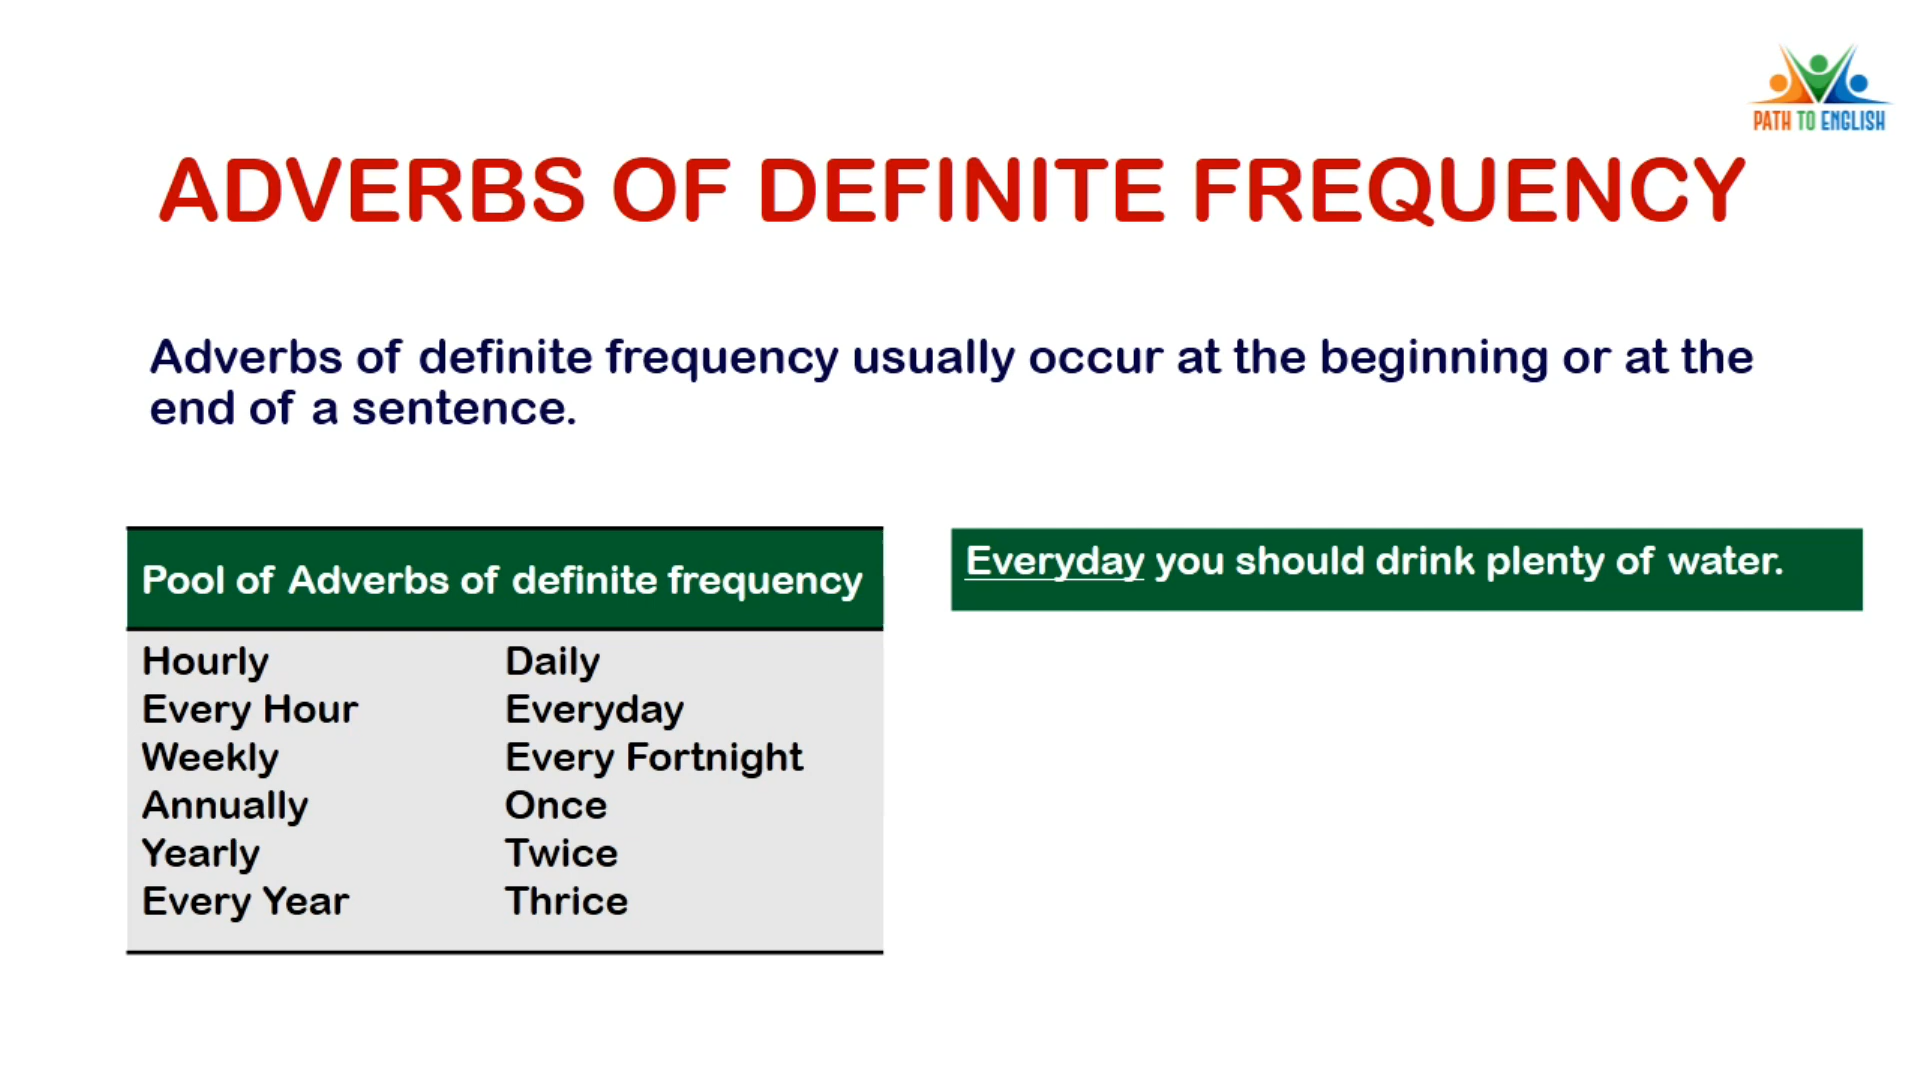 PATH TO ENGLISH
ADVERBS OF DEFINITE FREQUENCY
Adverbs of definite frequency usually occur at the beginning or at the
end of a sentence.
Pool of Adverbs of definite frequency
Hourly
Every Hour
Weekly
Annually
Yearly
Every Year
Daily
Everyday
Every Fortnight
Once
Twice
Thrice
Everyday you should drink plenty of water.